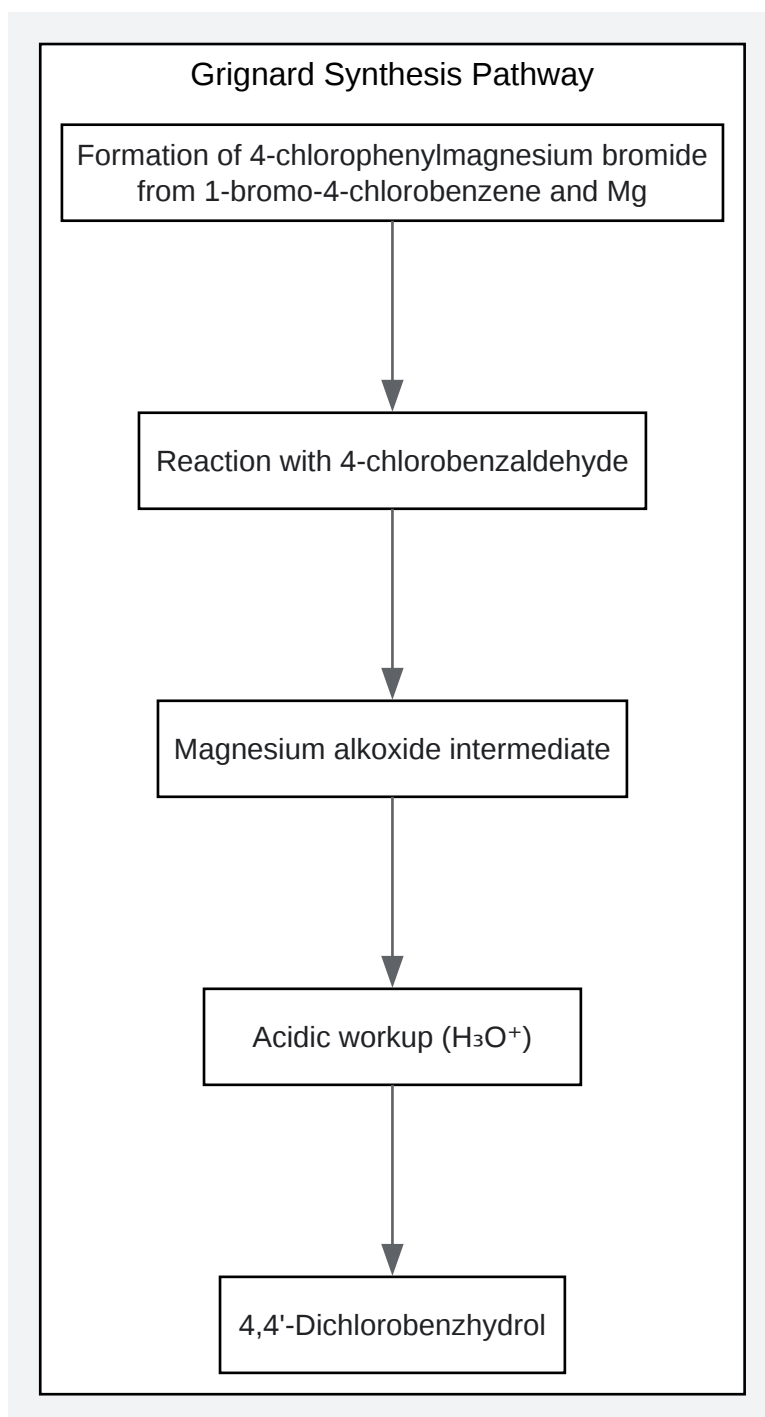 Grignard Synthesis Pathway
Formation of 4-chlorophenylmagnesium bromide
from 1-bromo-4-chlorobenzene and Mg
Reaction with 4-chlorobenzaldehyde
Magnesium alkoxide intermediate
Acidic workup (H₃O⁺)
4,4'-Dichlorobenzhydrol